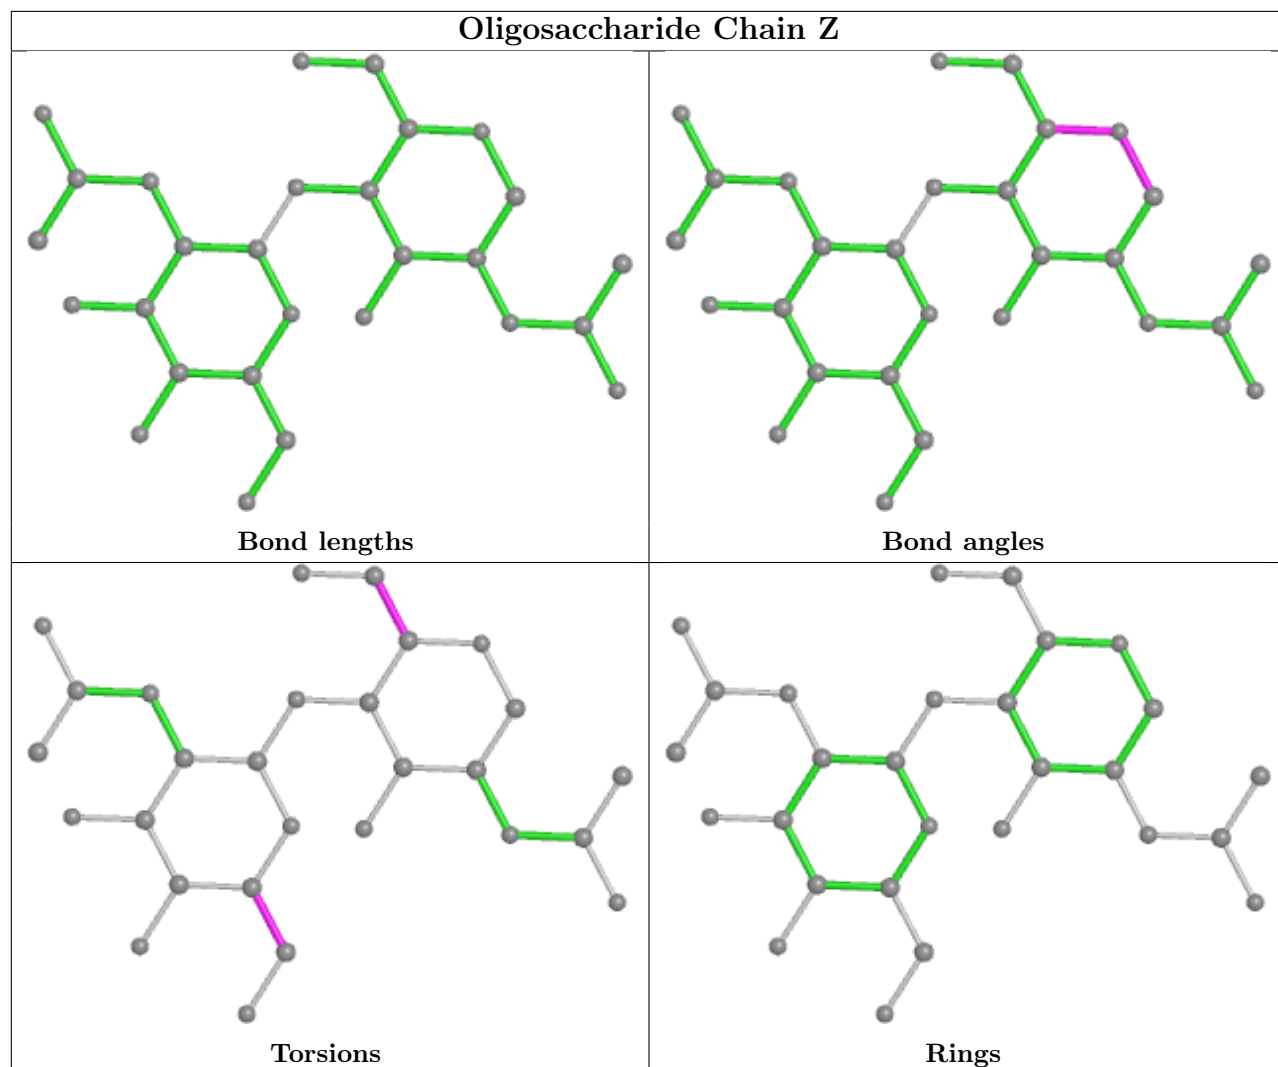 Oligosaccharide Chain Z
Bond lengths
Bond angles
Torsions
Rings